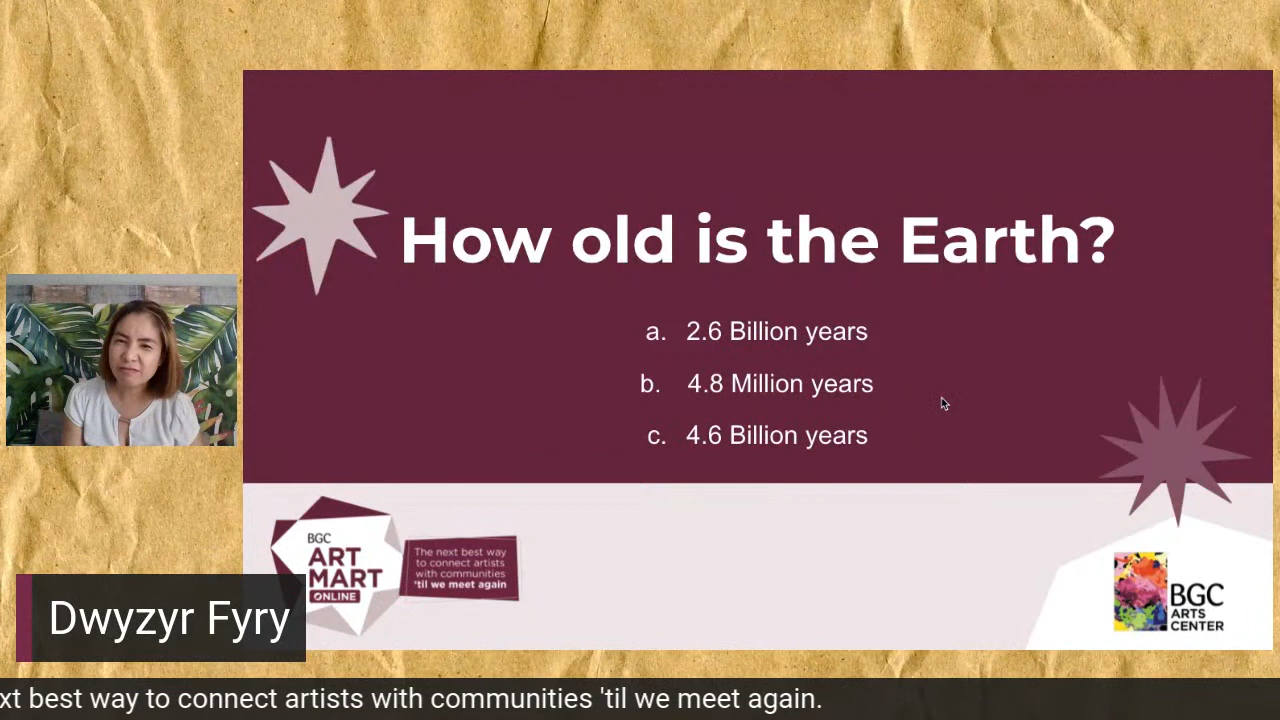 How old is the Earth?
a. 2.6 Billion years
b. 4.8 Million years
c. 4.6 Billion years
BGC
ART
MART
ONLINE
The next best way
to connect artists
with communities
'til we meet again
BGC
ARTS
CENTER
Dwyzyr Fyry
xt best way to connect artists with communities 'til we meet again.